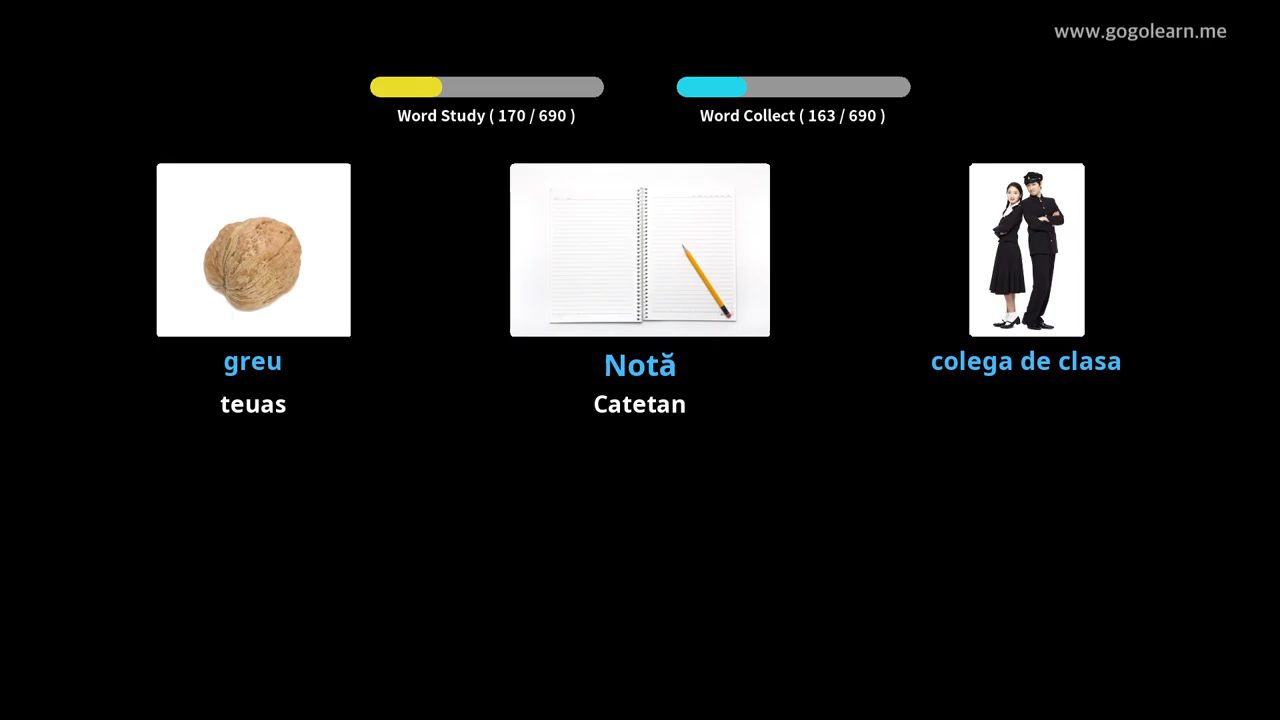 www.gogolearn.me
Word Study ( 170 / 690 )
Word Collect ( 163 / 690 )
greu
Notă
colega de clasa
teuas
Catetan